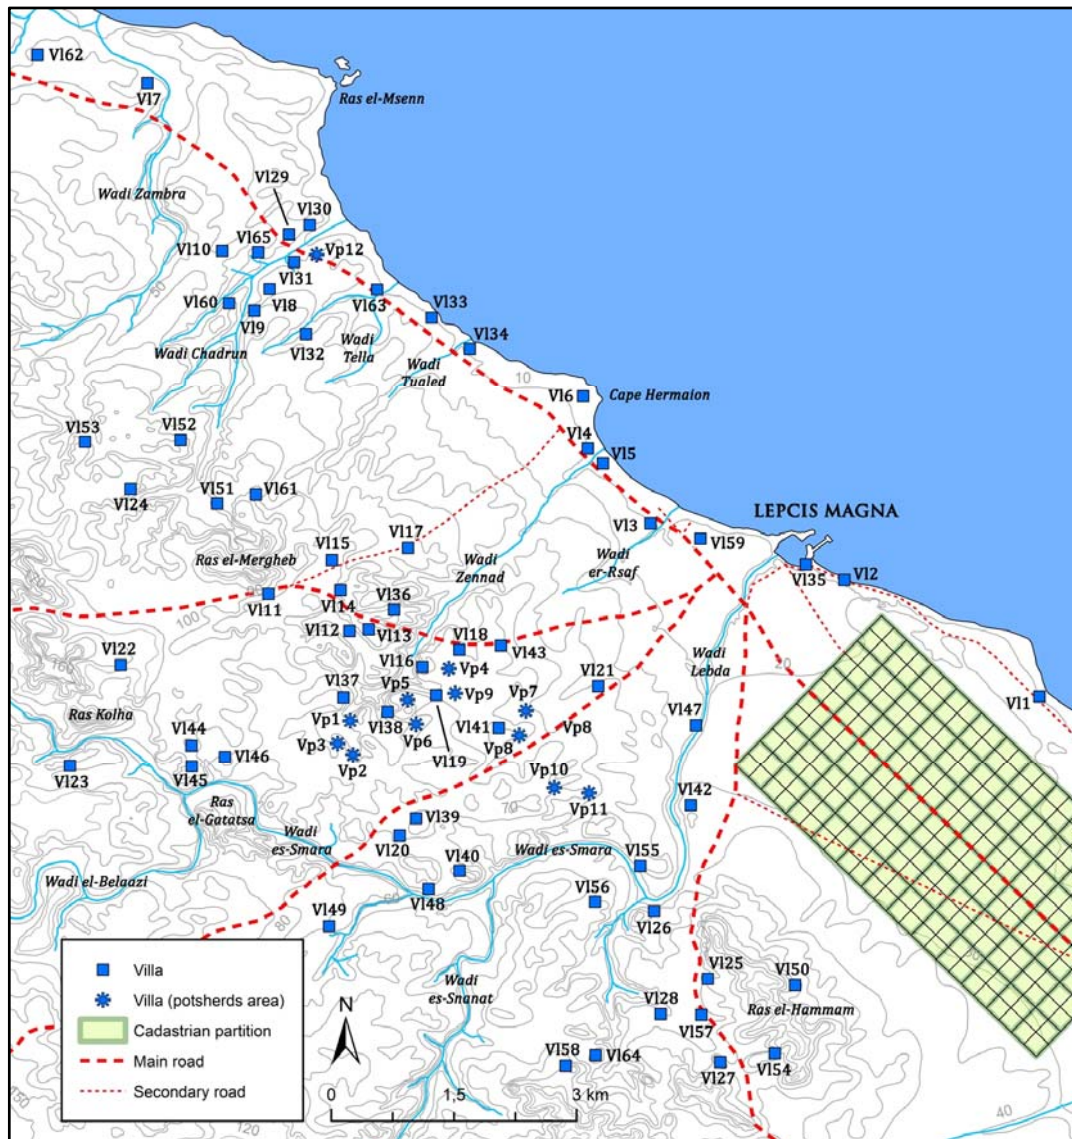 Vl62
Vl7
Ras el-Msenn
Wadi Zambra
Vl29
Vl30
Vl10
Vl65
Vp12
Vl31
50
Vl60
Vl8
Vl63
Vl9
Vl33
Vl32
Wadi
Tella
Vl34
Wadi Chadrun
Wadi
Tualed
10
Vl6
Cape Hermaion
Vl53
Vl52
Vl4
Vl5
Vl24
Vl51
Vl61
LEPCIS MAGNA
Vl3
Vl59
Vl17
Vl15
Ras el-Mergheb
Wadi
Zennad
Wadi
er-Rsaf
Vl35
Vl2
Vl11
Vl14
Vl36
100
Vl12
Vl13
Vl18
Vl43
Vl22
160
Vl16
Vp4
Wadi
Lebda
20
Vl21
Vl37
Vp5
Vp9
Vp7
Vl1
Ras Kolha
Vp1
Vl38
Vl41
Vp8
Vl47
Vp6
Vp8
Vl44
Vp3
Vl46
Vp2
Vl19
Vl23
Vl45
Vp10
Vp11
Ras
el-Gatatsa
70
Vl42
Vl39
Wadi
es-Smara
Vl20
Wadi es-Smara
Vl55
Vl40
Wadi el-Belaazi
Vl48
Vl56
60
80
Vl49
Vl26
Villa
Villa (potsherds area)
Cadastrian partition
Main road
Secondary road
N
0
1,5
3 km
Wadi
es-Snanat
Vl25
Vl50
Vl28
Vl57
Ras el-Hammam
Vl58
Vl64
Vl27
Vl54
120
40